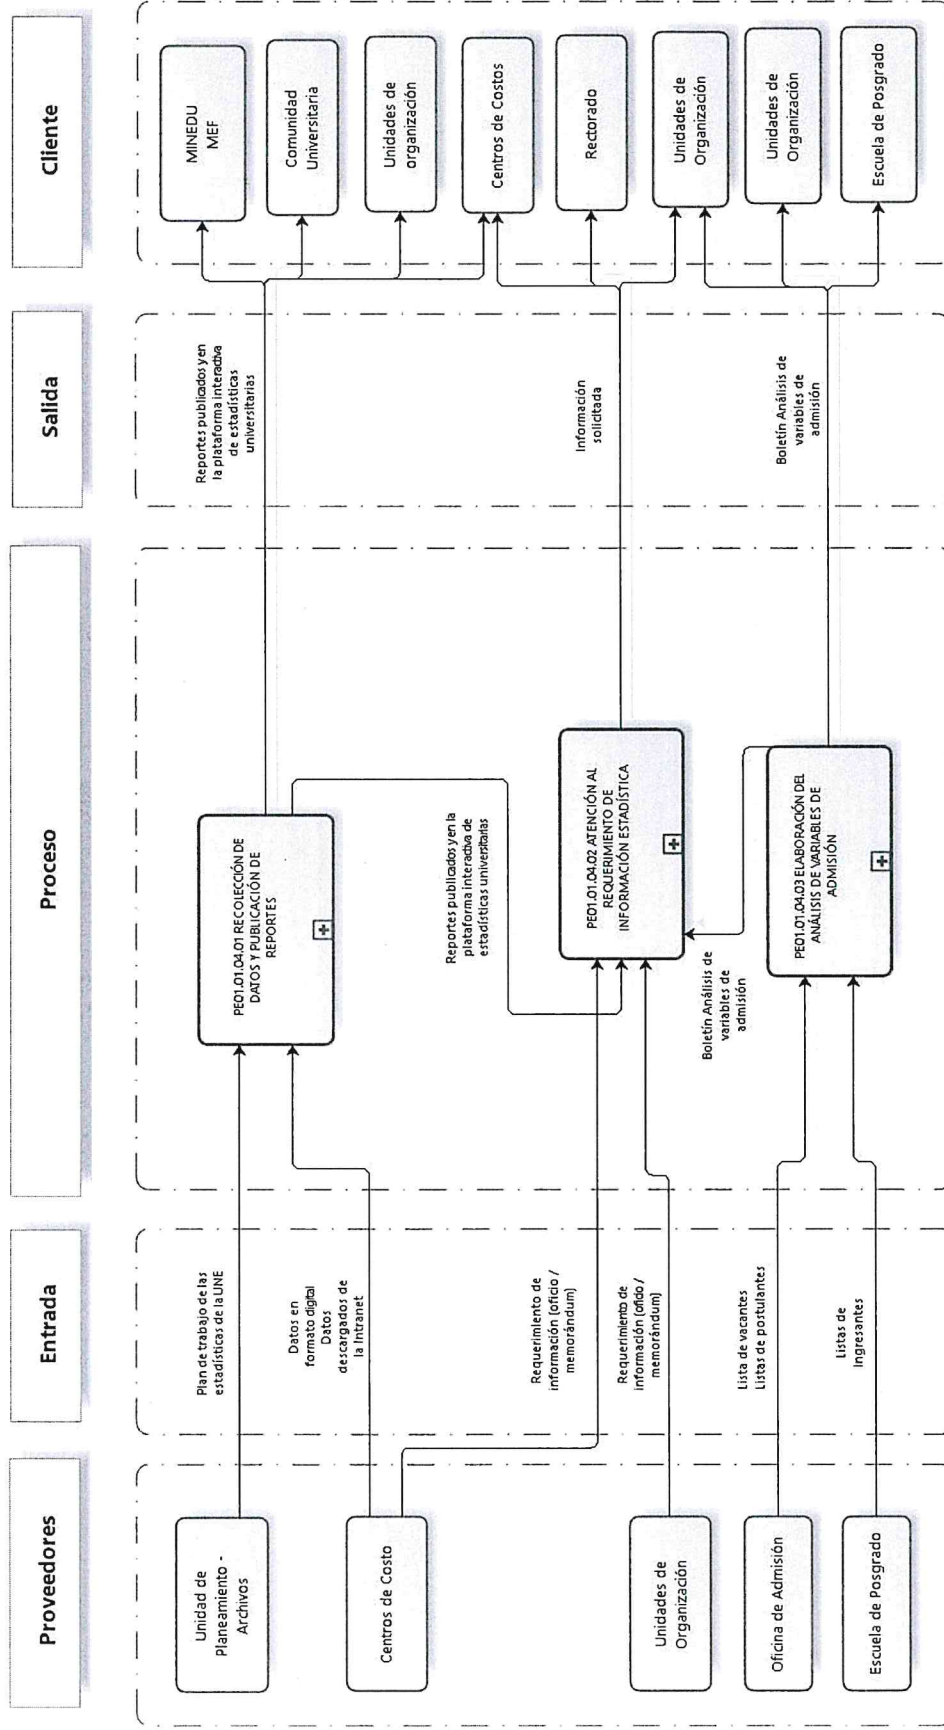 Proveedores
Entrada
Proceso
Salida
Cliente
Unidad de
Planeamiento -
Archivos
Centros de Costo
Unidades de
Organización
Oficina de Admisión
Escuela de Posgrado
Plan de trabajo de las
estadísticas de la UNE
Datos en
formato digital
Datos
descargados de
la Intranet
Requerimiento de
información (oficio /
memorándum)
Requerimiento de
información (oficio /
memorándum)
Lista de vacantes
Listas de postulantes
Listas de
Ingresantes
PE01.01.04.01 RECOLECCIÓN DE
DATOS Y PUBLICACIÓN DE
REPORTES
Reportes publicados y en la
plataforma interactiva de
estadísticas universitarias
PE01.01.04.02 ATENCIÓN AL
REQUERIMIENTO DE
INFORMACIÓN ESTADÍSTICA
Boletín Análisis de
variables de
admisión
PE01.01.04.03 ELABORACIÓN DEL
ANÁLISIS DE VARIABLES DE
ADMISIÓN
Reportes publicados y en
la plataforma interactiva
de estadísticas
universitarias
Información
solicitada
Boletín Análisis de
variables de
admisión
MINEDU
MEF
Comunidad
Universitaria
Unidades de
organización
Centros de Costos
Rectorado
Unidades de
Organización
Unidades de
Organización
Escuela de Posgrado